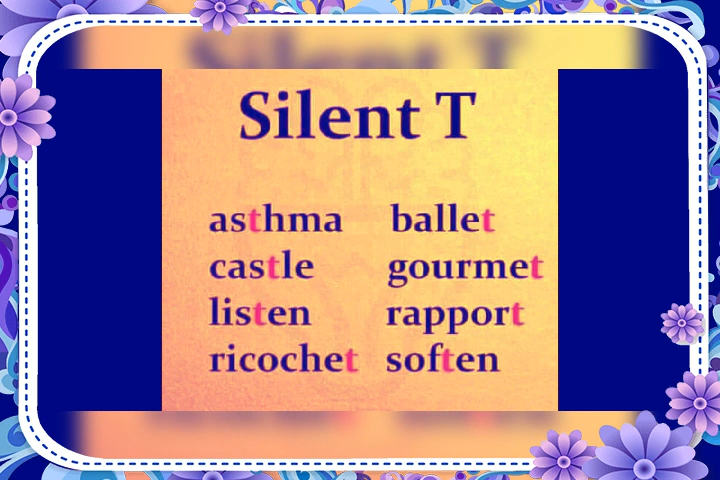 Silent T
asthma ballet
castle gourmet
listen rapport
ricochet soften